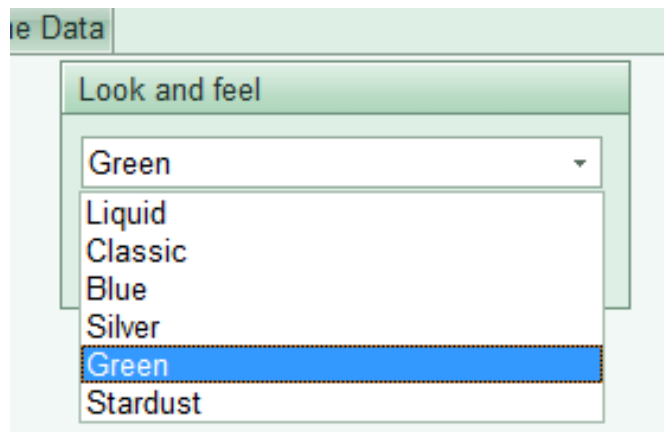 Data
Look and feel
Green
Liquid
Classic
Blue
Silver
Green
Stardust